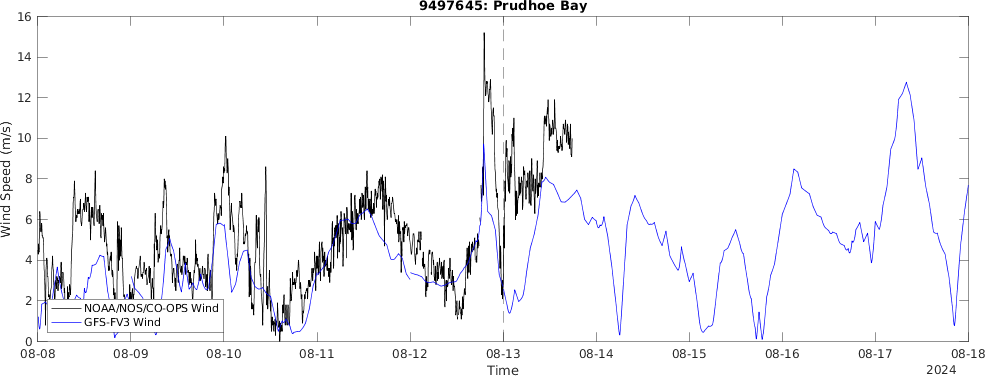 9497645: Prudhoe Bay
16
14
12
10
8
6
4
2
0
Wind Speed (m/s)
NOAA/NOS/CO-OPS Wind
GFS-FV3 Wind
08-08 08-09 08-10 08-11 08-12 08-13 08-14 08-15 08-16 08-17 08-18
Time
2024